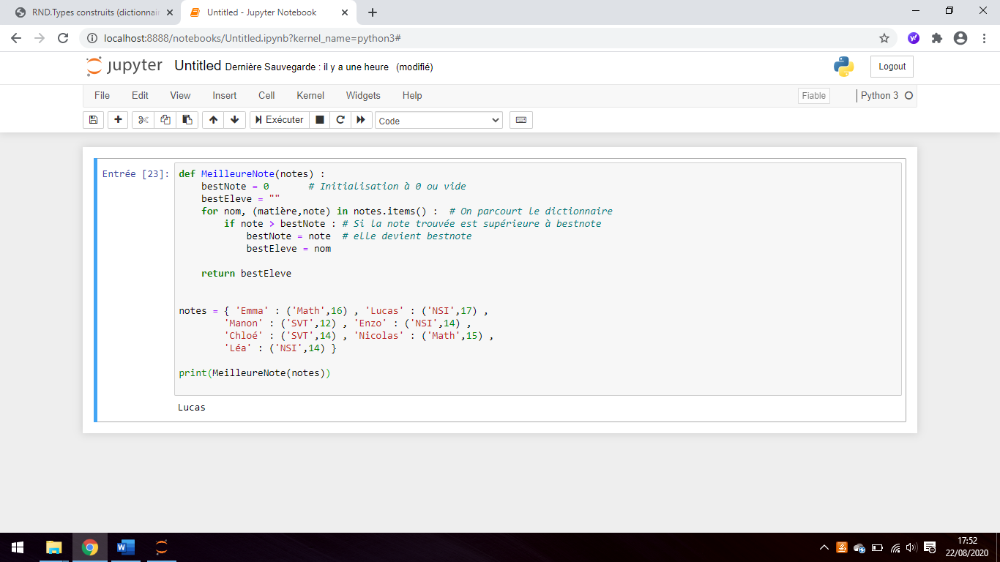 RND.Types construits (dictionnai
Untitled - Jupyter Notebook
localhost:8888/notebooks/Untitled.ipynb?kernel_name=python3#
jupyter Untitled Dernière Sauvegarde : il y a une heure (modifié)
Logout
File Edit View Insert Cell Kernel Widgets Help
Fiable
Python 3
Exécuter
Code
Entrée [23]:
def MeilleureNote(notes) :
    bestNote = 0       # Initialisation à 0 ou vide
    bestEleve = ""
    for nom, (matière,note) in notes.items() :  # On parcourt le dictionnaire
        if note > bestNote : # Si la note trouvée est supérieure à bestnote
            bestNote = note  # elle devient bestnote
            bestEleve = nom
    return bestEleve
notes = { 'Emma' : ('Math',16) , 'Lucas' : ('NSI',17) ,
        'Manon' : ('SVT',12) , 'Enzo' : ('NSI',14) ,
        'Chloé' : ('SVT',14) , 'Nicolas' : ('Math',15) ,
        'Léa' : ('NSI',14) }
print(MeilleureNote(notes))
Lucas
17:52
22/08/2020